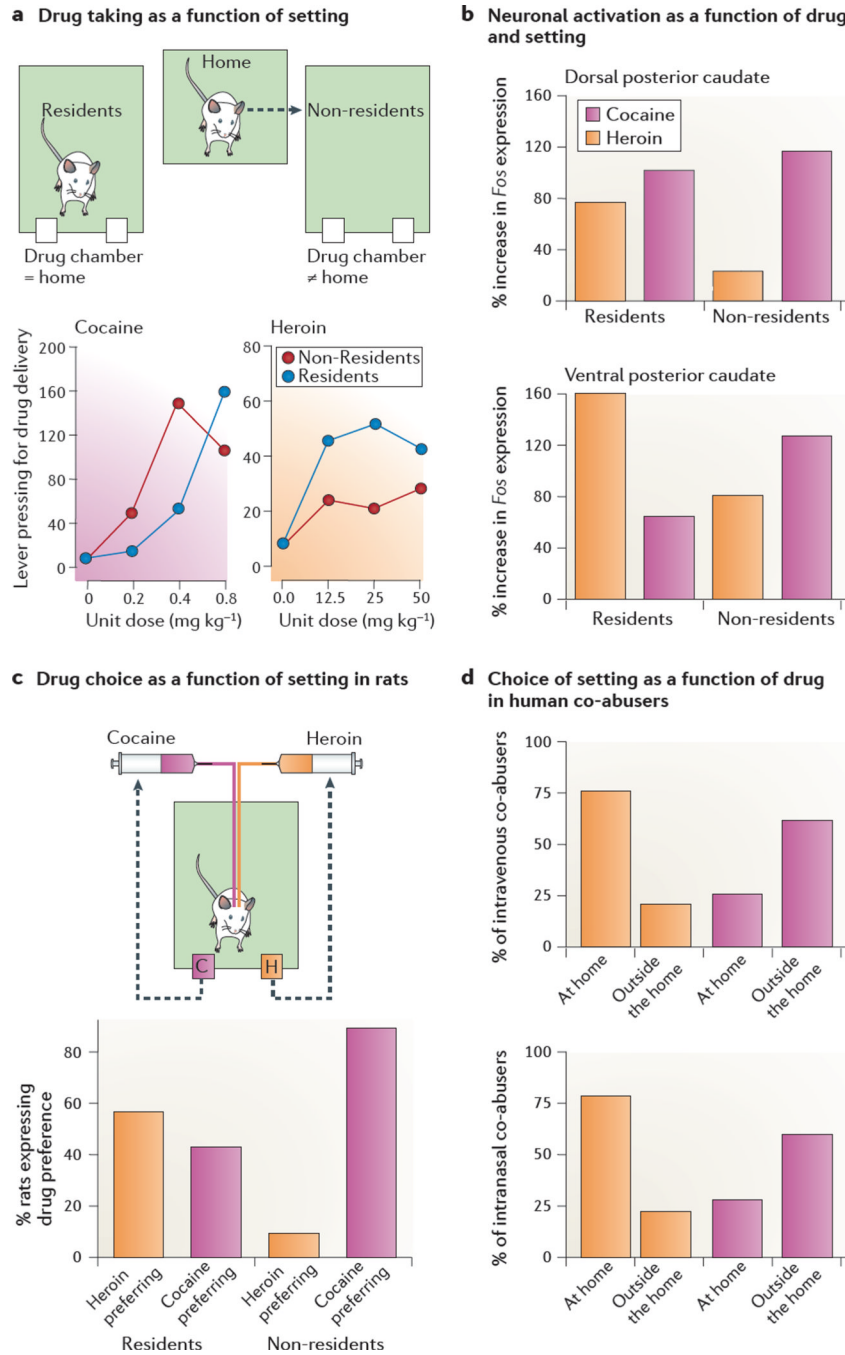 a Drug taking as a function of setting
Residents
Home
Non-residents
Drug chamber
= home
Drug chamber
≠ home
Cocaine
Lever pressing for drug delivery
200
160
120
80
40
0
0
0.2
0.4
0.8
Unit dose (mg kg⁻¹)
Heroin
Non-Residents
Residents
80
60
40
20
0
0.0
12.5
25
50
Unit dose (mg kg⁻¹)
b Neuronal activation as a function of drug
and setting
Dorsal posterior caudate
% increase in Fos expression
160
120
80
40
0
Cocaine
Heroin
Residents
Non-residents
Ventral posterior caudate
% increase in Fos expression
160
120
80
40
0
Residents
Non-residents
c Drug choice as a function of setting in rats
Cocaine
Heroin
C
H
% rats expressing
drug preference
80
60
40
20
0
Heroin
preferring
Cocaine
preferring
Heroin
preferring
Cocaine
preferring
Residents
Non-residents
d Choice of setting as a function of drug
in human co-abusers
% of intravenous co-abusers
100
75
25
25
0
At home
Outside
the home
At home
Outside
the home
% of intranasal co-abusers
100
75
25
25
0
At home
Outside
the home
At home
Outside
the home